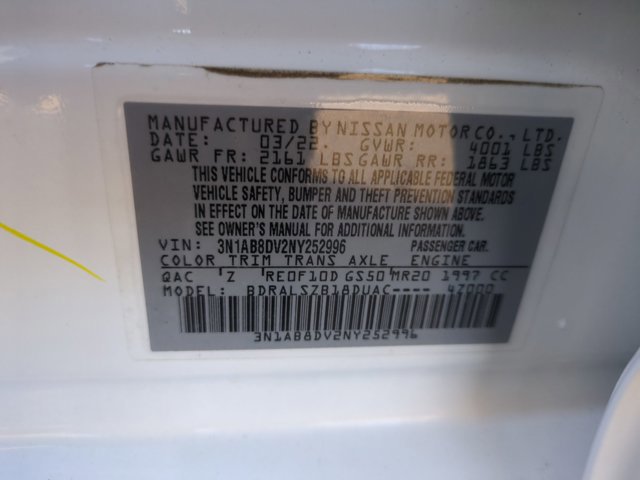 MANUFACTURED BY NISSAN MOTOR CO., LTD.
DATE: 03/22 GVWR: 4001 LBS
GAWR FR: 2161 LBS GAWR RR: 1863 LBS
THIS VEHICLE CONFORMS TO ALL APPLICABLE FEDERAL MOTOR
VEHICLE SAFETY, BUMPER AND THEFT PREVENTION STANDARDS
IN EFFECT ON THE DATE OF MANUFACTURE SHOWN ABOVE.
SEE OWNER'S MANUAL FOR ADDITIONAL INFORMATION.
VIN: 3N1AB8DV2NY252996 PASSENGER CAR.
COLOR TRIM TRANS AXLE ENGINE
QAC Z RE0F10D GS50 MR20 1997 CC
MODEL: BDRALSZB18DUAC---- 4Z000
3N1AB8DV2NY252996